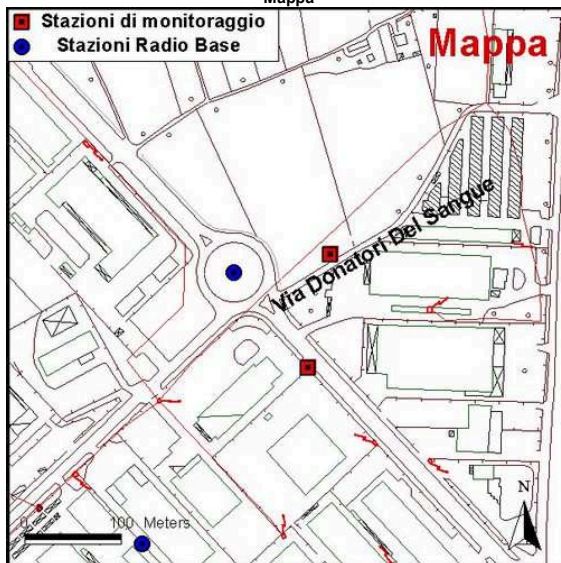 Mappa
Stazioni di monitoraggio
Stazioni Radio Base
Mappa
Via Donatori Del Sangue
N
0 100 Meters